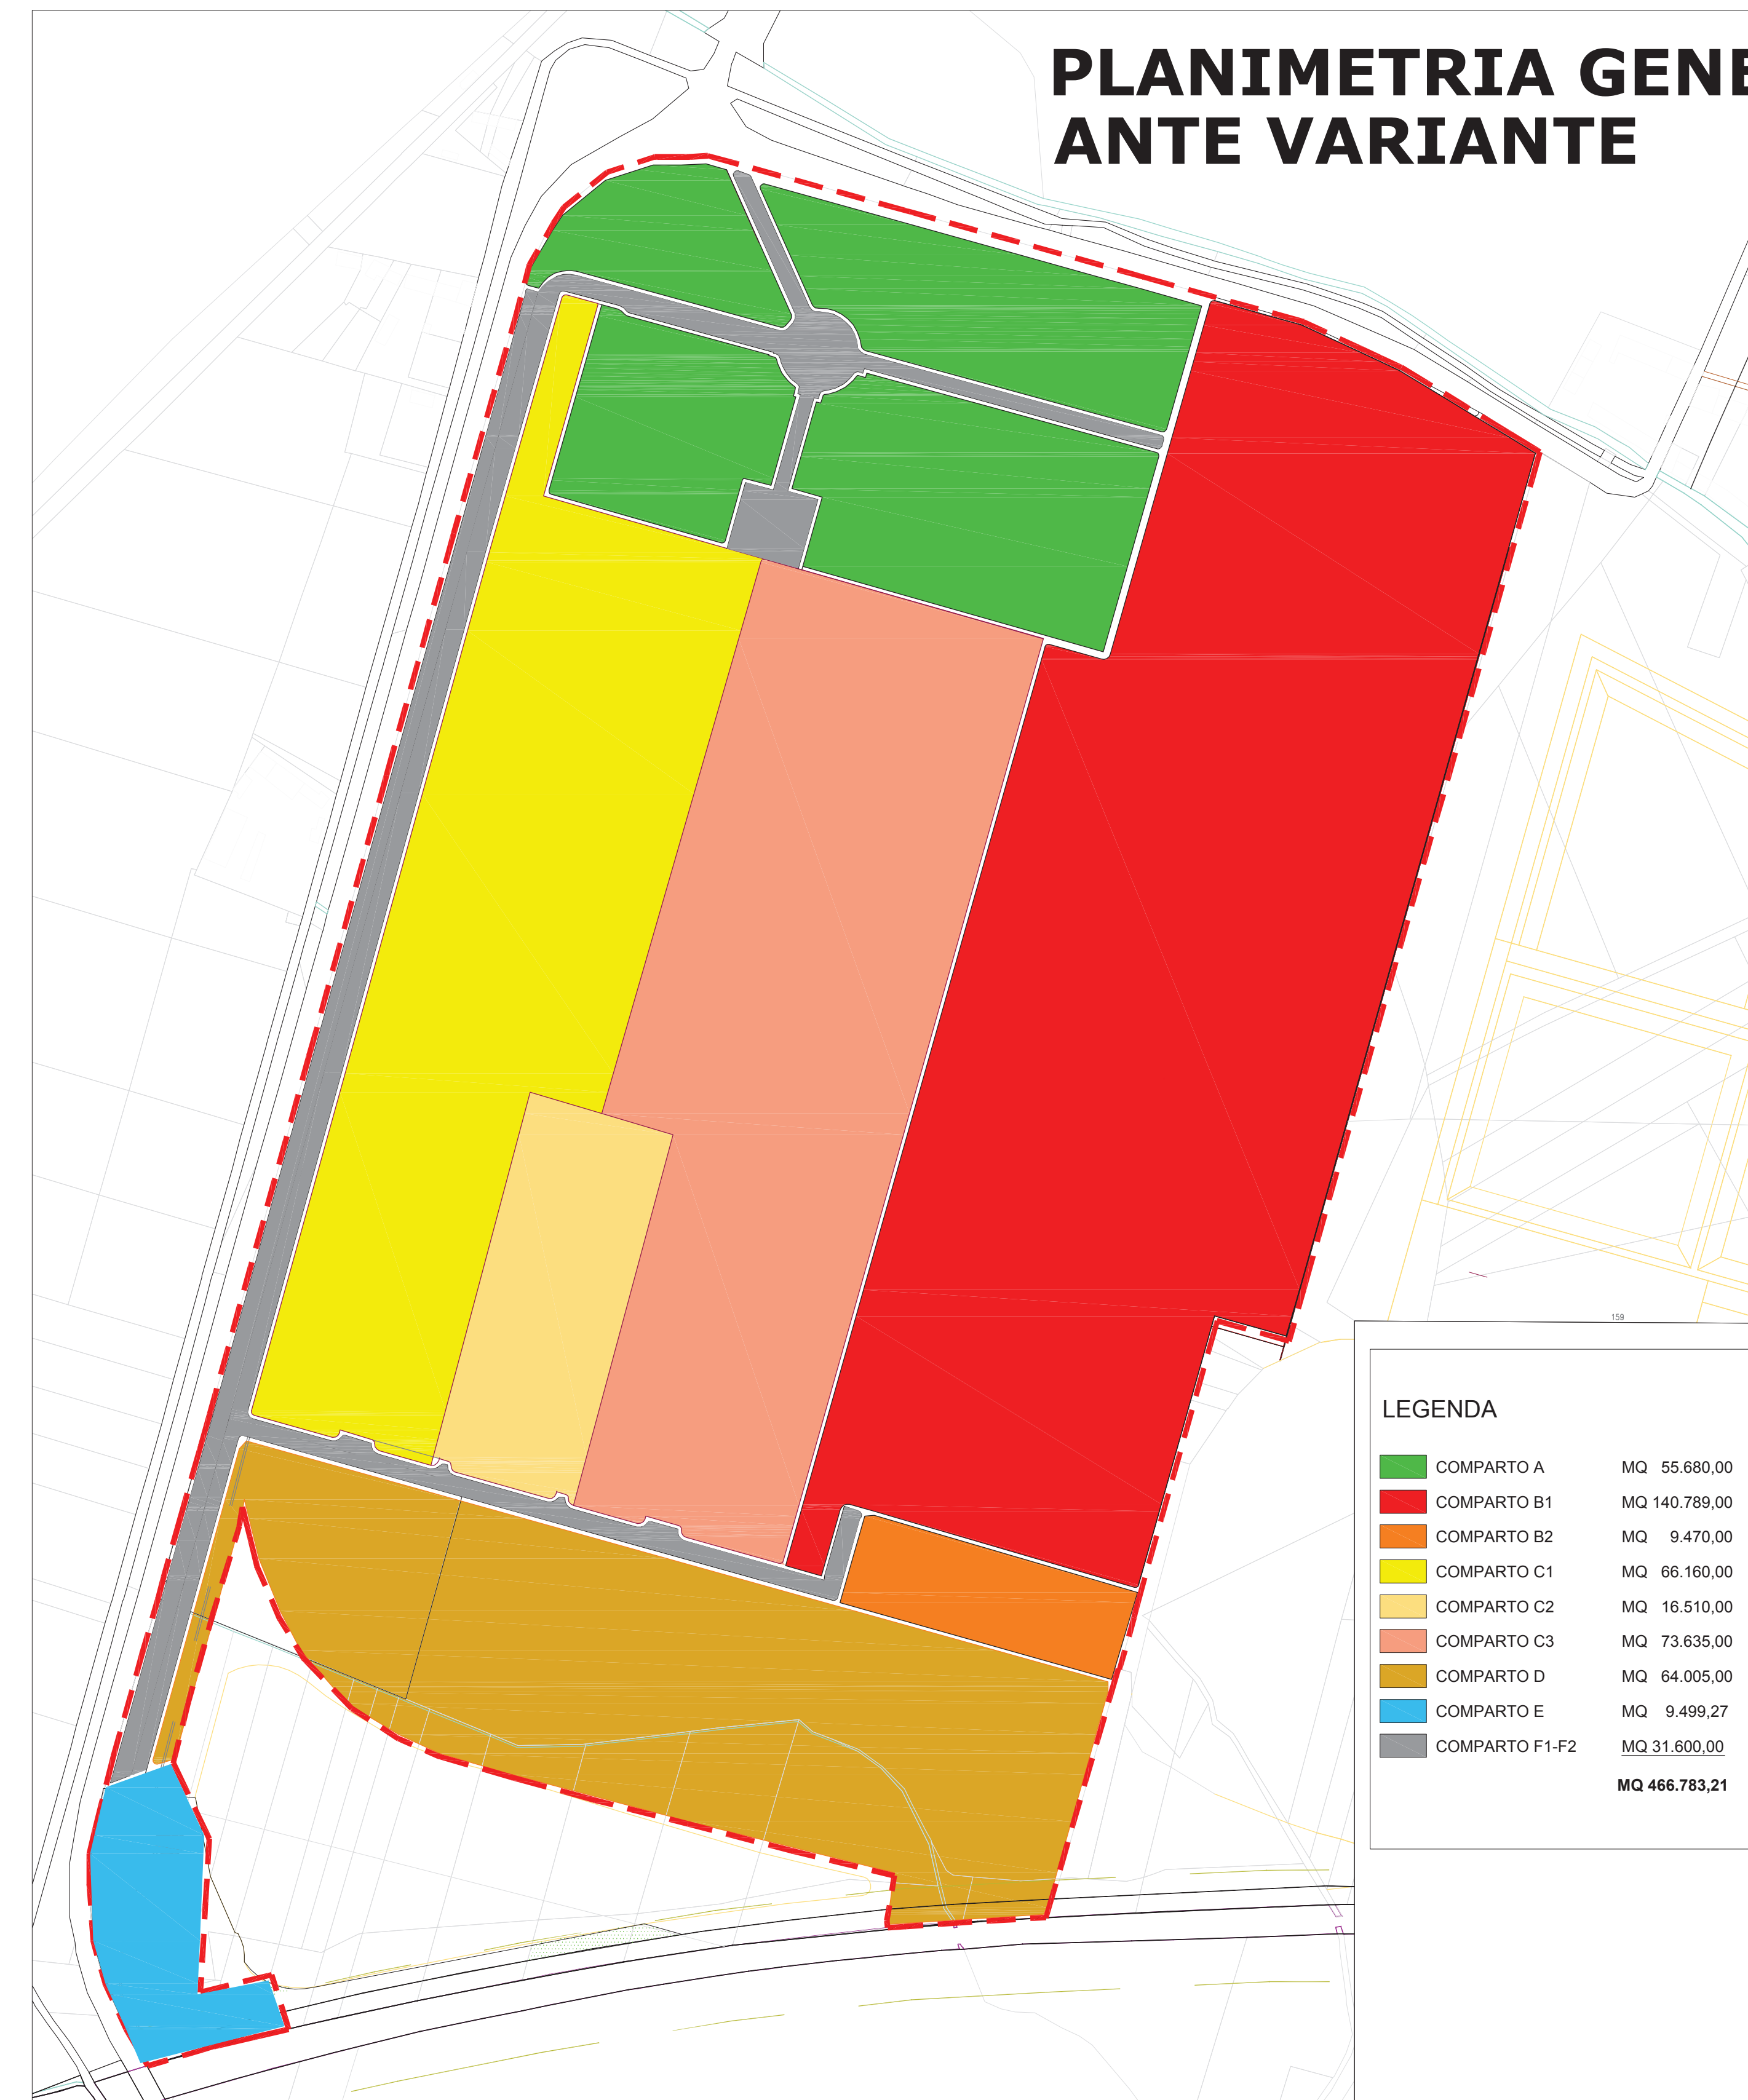 PLANIMETRIA GENE
ANTE VARIANTE
159
LEGENDA
COMPARTO A MQ 55.680,00
COMPARTO B1 MQ 140.789,00
COMPARTO B2 MQ 9.470,00
COMPARTO C1 MQ 66.160,00
COMPARTO C2 MQ 16.510,00
COMPARTO C3 MQ 73.635,00
COMPARTO D MQ 64.005,00
COMPARTO E MQ 9.499,27
COMPARTO F1-F2 MQ 31.600,00
MQ 466.783,21